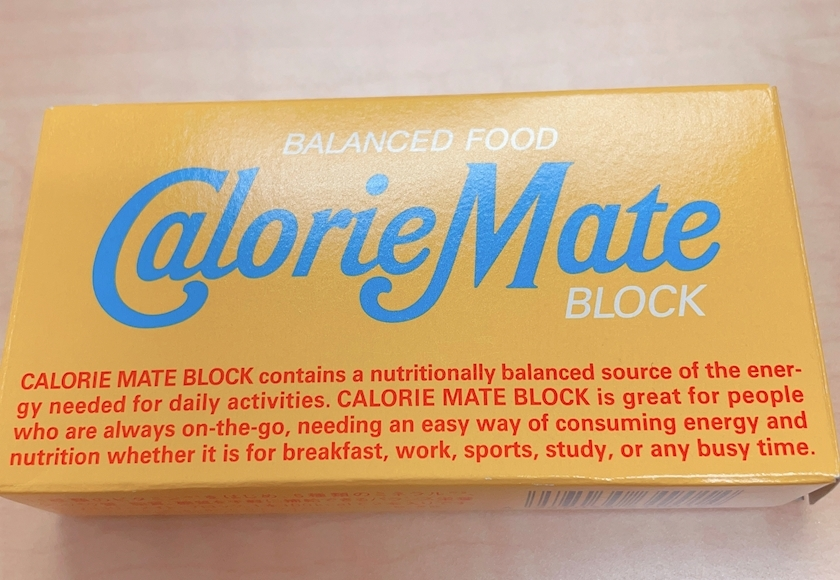 BALANCED FOOD
CalorieMate
BLOCK
CALORIE MATE BLOCK contains a nutritionally balanced source of the ener-
gy needed for daily activities. CALORIE MATE BLOCK is great for people
who are always on-the-go, needing an easy way of consuming energy and
nutrition whether it is for breakfast, work, sports, study, or any busy time.